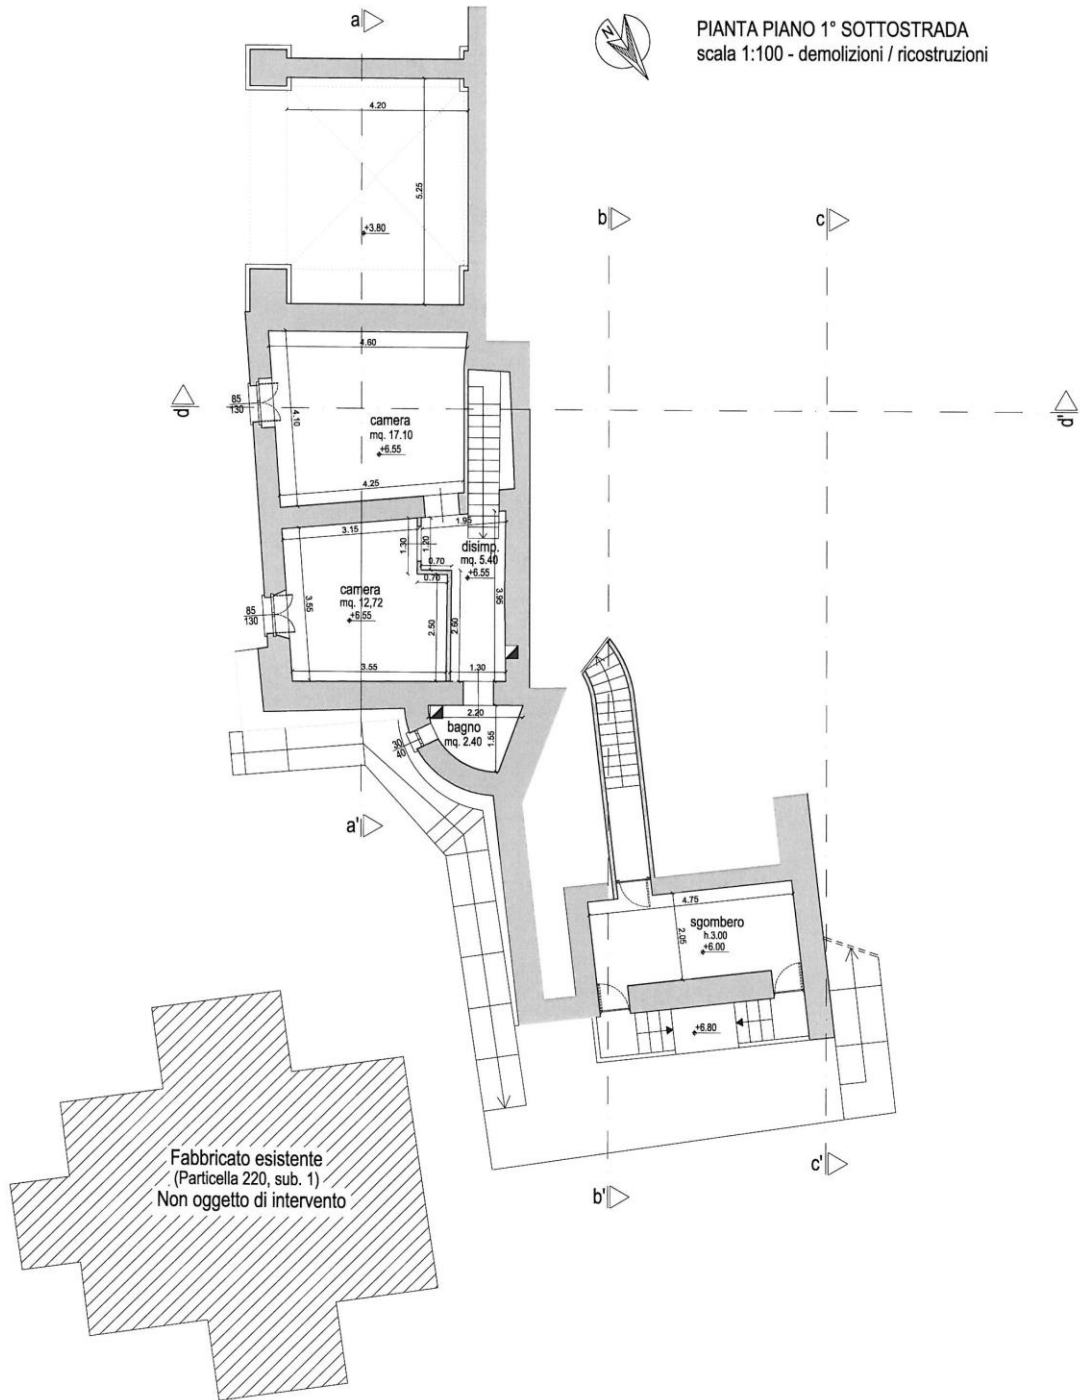 a
N
PIANTA PIANO 1° SOTTOSTRADA
scala 1:100 - demolizioni / ricostruzioni
4.20
5.25
+3.80
b
c
4.60
d
85
130
4.10
camera
mq. 17.10
+6.55
d'
4.25
3.15
1.95
1.30
1.20
disimp.
mq. 5.40
+6.55
0.70
0.70
camera
mq. 12,72
+6.55
85
130
3.55
2.50
2.60
3.95
3.55
1.30
2.20
bagno
mq. 2.40
1.55
30
40
a'
4.75
sgombero
h.3.00
+6.00
2.05
+6.80
Fabbricato esistente
(Particella 220, sub. 1)
Non oggetto di intervento
c'
b'